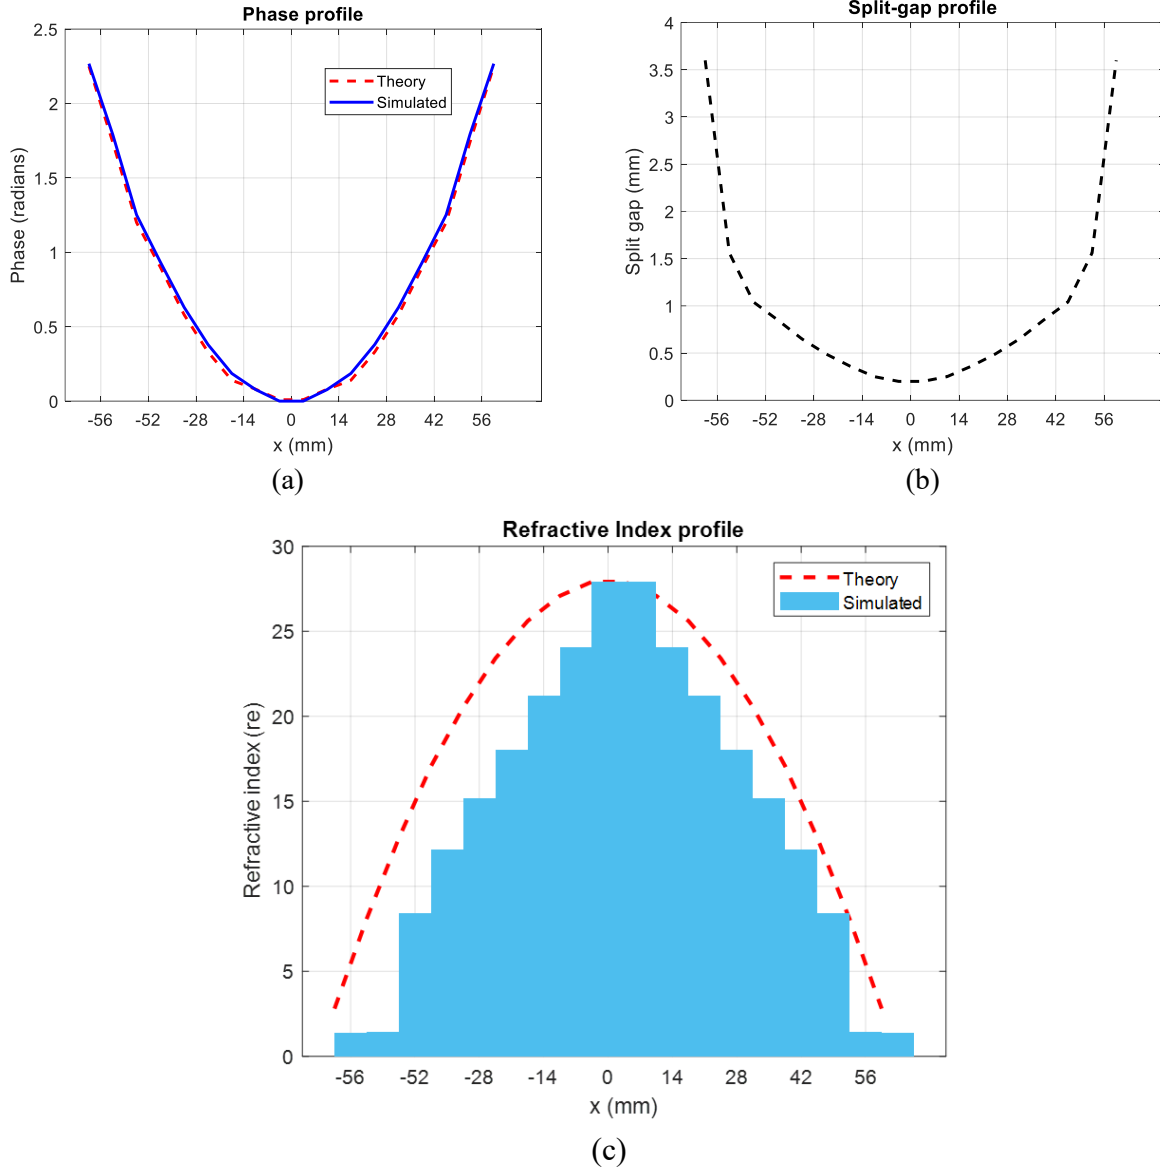 Phase profile
2.5
2
1.5
1
0.5
0
Phase (radians)
Theory
Simulated
-56 -52 -28 -14 0 14 28 42 56
x (mm)
(a)
Split-gap profile
4
3.5
3
2.5
2
1.5
1
0.5
0
Split gap (mm)
-56 -52 -28 -14 0 14 28 42 56
x (mm)
(b)
Refractive Index profile
30
25
20
15
10
5
0
Refractive index (re)
Theory
Simulated
-56 -52 -28 -14 0 14 28 42 56
x (mm)
(c)